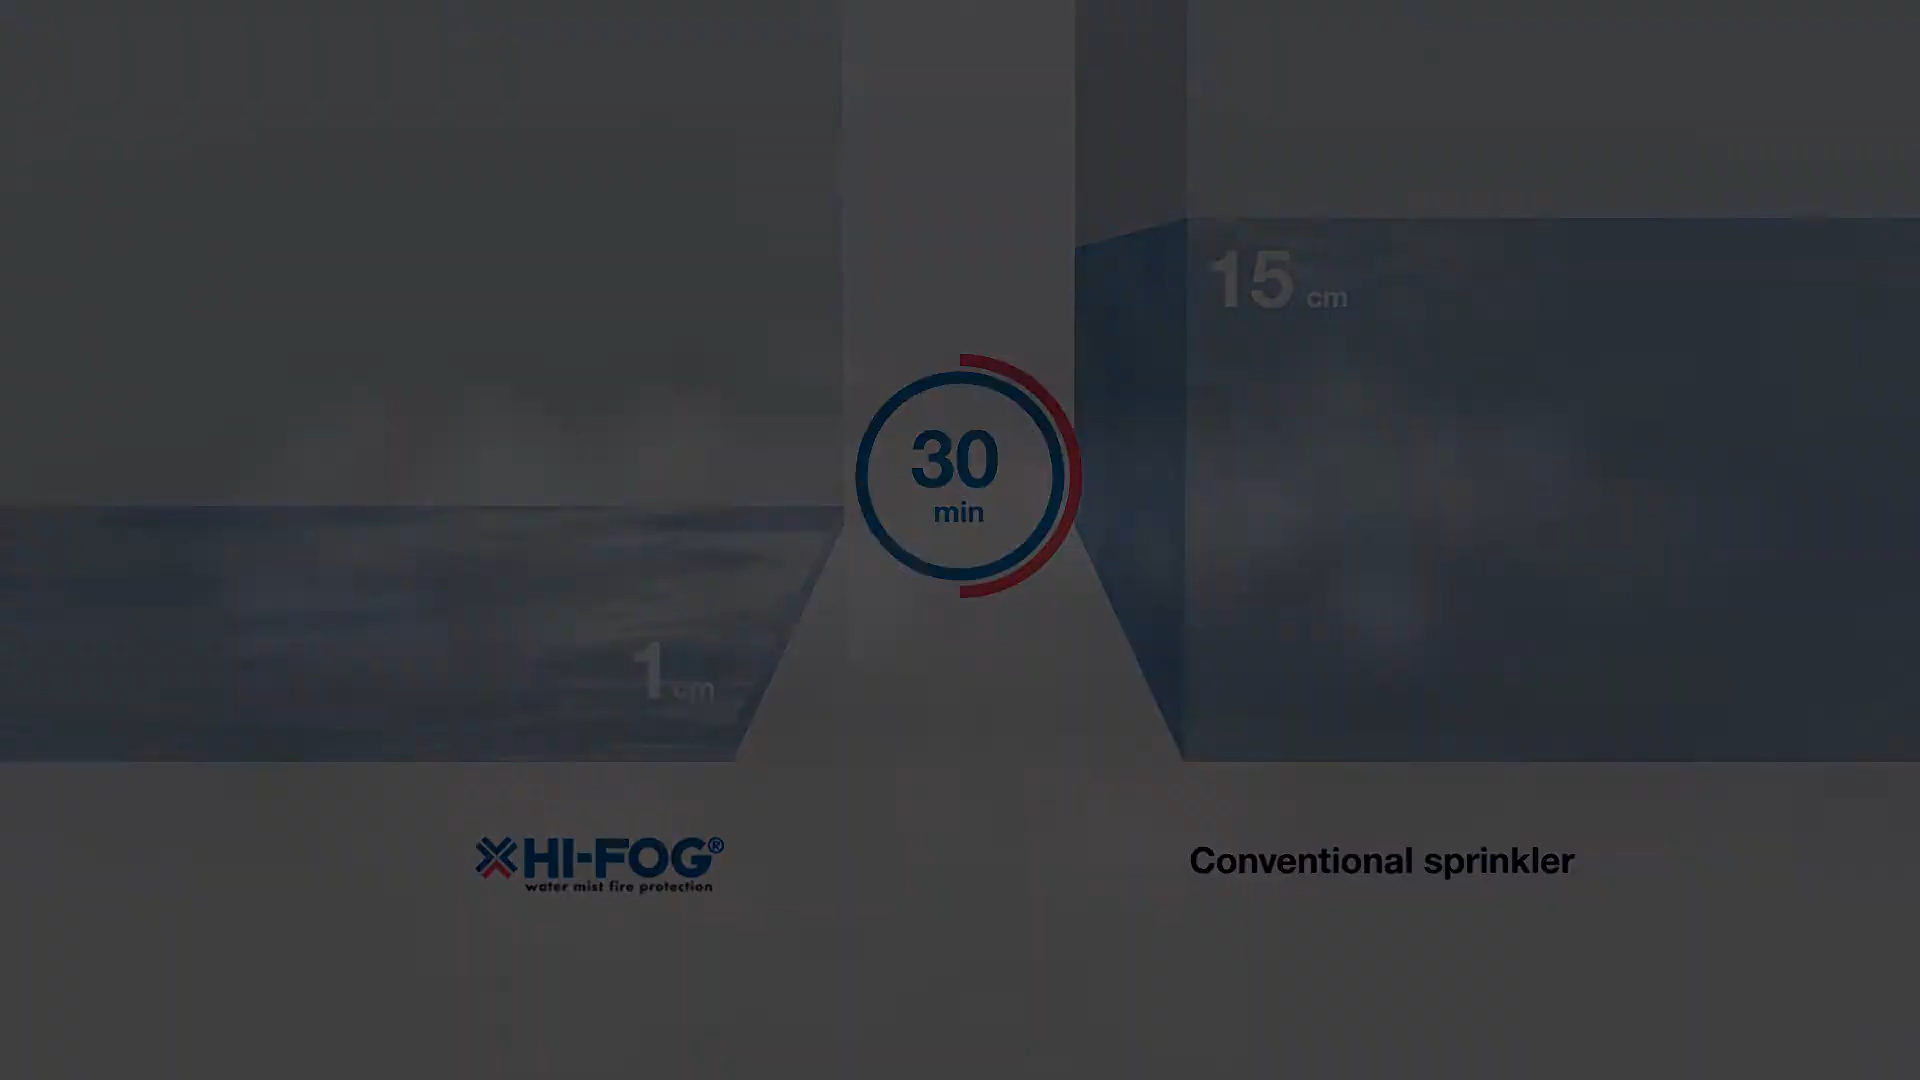 15 cm
30
min
1 cm
HI-FOG®
water mist fire protection
Conventional sprinkler